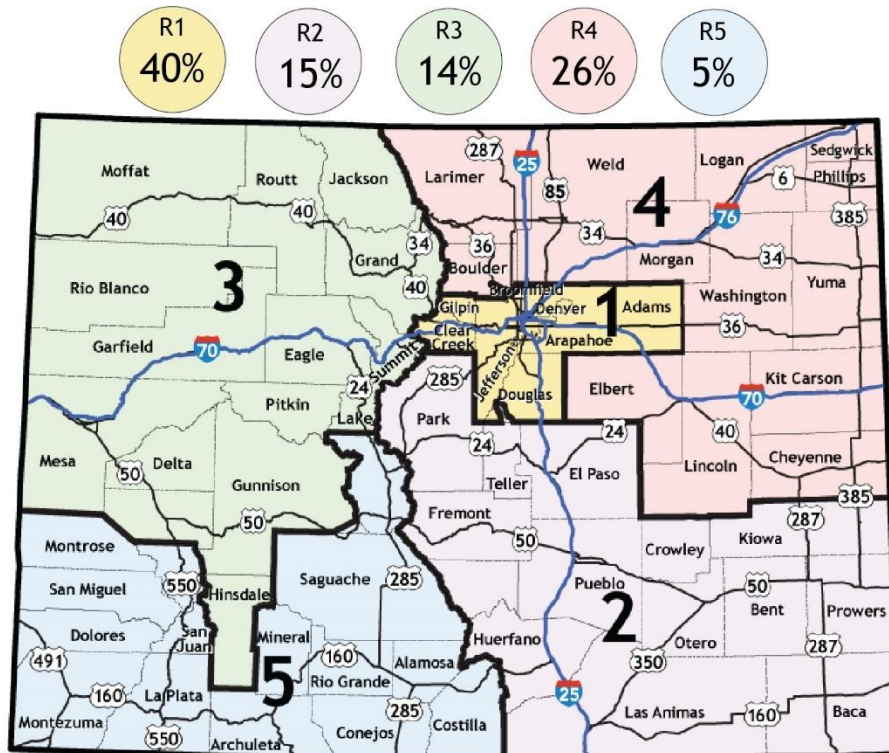 R1
40%
R2
15%
R3
14%
R4
26%
R5
5%
Moffat
Routt
Jackson
Larimer
287
25
Weld
85
Logan
Sedgwick
Phillips
6
76
385
40
40
34
Grand
40
36
34
4
Morgan
34
Rio Blanco
3
Boulder
Broomfield
Washington
Yuma
Gilpin
Denver
1
Adams
36
Garfield
70
Eagle
Summit
Clear
Creek
Arapahoe
Jefferson
24
Pitkin
Lake
285
Park
Douglas
Elbert
Kit Carson
70
40
Mesa
50
Delta
Gunnison
24
24
Teller
El Paso
Lincoln
Cheyenne
385
287
50
Fremont
50
Crowley
Kiowa
Montrose
San Miguel
550
Hinsdale
Saguache
285
Pueblo
2
50
Bent
Prowers
Dolores
San
Juan
Mineral
Huerfano
Otero
287
491
160
La Plata
5
160
Rio Grande
Alamosa
350
25
Las Animas
160
Baca
Montezuma
550
Archuleta
Conejos
285
Costilla